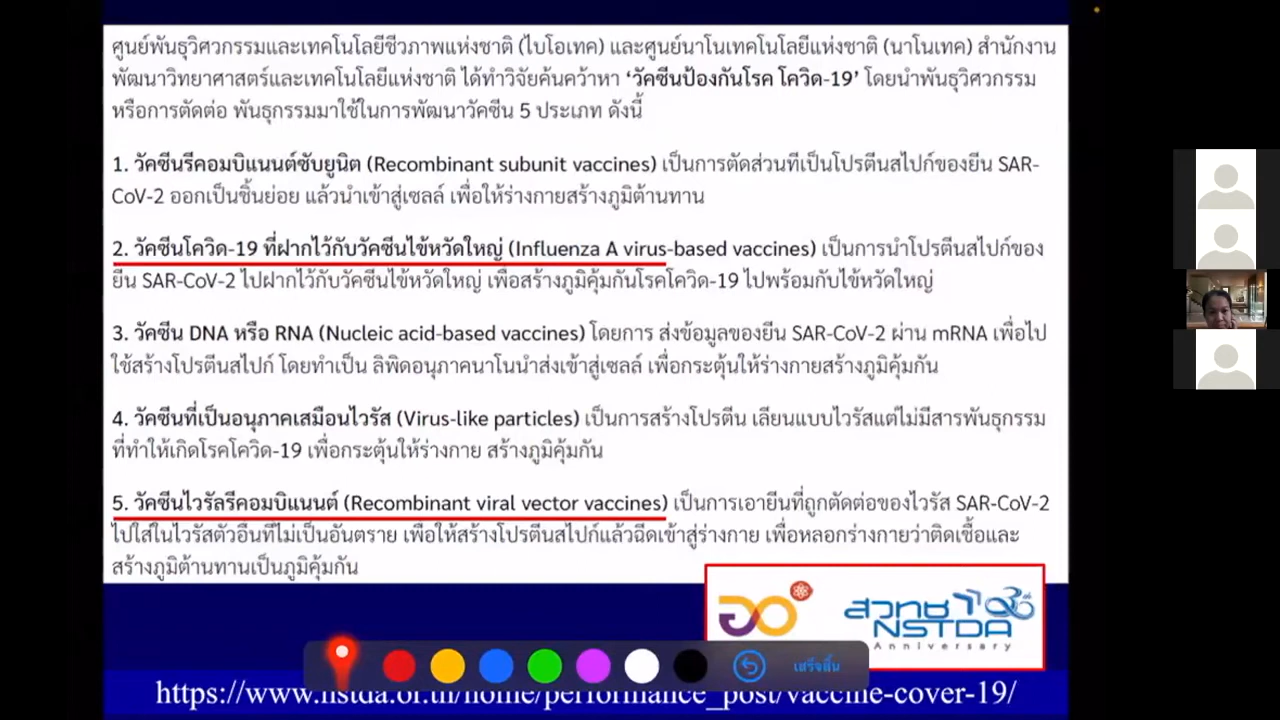 ศูนย์พันธุวิศวกรรมและเทคโนโลยีชีวภาพแห่งชาติ (ไบโอเทค) และศูนย์นาโนเทคโนโลยีแห่งชาติ (นาโนเทค) สำนักงาน
พัฒนาวิทยาศาสตร์และเทคโนโลยีแห่งชาติ ได้ทำวิจัยค้นคว้าหา ‘วัคซีนป้องกันโรค โควิด-19’ โดยนำพันธุวิศวกรรม
หรือการตัดต่อ พันธุกรรมมาใช้ในการพัฒนาวัคซีน 5 ประเภท ดังนี้
1. วัคซีนรีคอมบิแนนต์ซับยูนิต (Recombinant subunit vaccines) เป็นการตัดส่วนที่เป็นโปรตีนสไปก์ของยีน SAR-
CoV-2 ออกเป็นชิ้นย่อย แล้วนำเข้าสู่เซลล์ เพื่อให้ร่างกายสร้างภูมิต้านทาน
2. วัคซีนโควิด-19 ที่ฝากไว้กับวัคซีนไข้หวัดใหญ่ (Influenza A virus-based vaccines) เป็นการนำโปรตีนสไปก์ของ
ยีน SAR-CoV-2 ไปฝากไว้กับวัคซีนไข้หวัดใหญ่ เพื่อสร้างภูมิคุ้มกันโรคโควิด-19 ไปพร้อมกับไข้หวัดใหญ่
3. วัคซีน DNA หรือ RNA (Nucleic acid-based vaccines) โดยการ ส่งข้อมูลของยีน SAR-CoV-2 ผ่าน mRNA เพื่อไป
ใช้สร้างโปรตีนสไปก์ โดยทำเป็น ลิพิดอนุภาคนาโนนำส่งเข้าสู่เซลล์ เพื่อกระตุ้นให้ร่างกายสร้างภูมิคุ้มกัน
4. วัคซีนที่เป็นอนุภาคเสมือนไวรัส (Virus-like particles) เป็นการสร้างโปรตีน เลียนแบบไวรัสแต่ไม่มีสารพันธุกรรม
ที่ทำให้เกิดโรคโควิด-19 เพื่อกระตุ้นให้ร่างกาย สร้างภูมิคุ้มกัน
5. วัคซีนไวรัลรีคอมบิแนนต์ (Recombinant viral vector vaccines) เป็นการเอายีนที่ถูกตัดต่อของไวรัส SAR-CoV-2
ไปใส่ในไวรัสตัวอื่นที่ไม่เป็นอันตราย เพื่อให้สร้างโปรตีนสไปก์แล้วฉีดเข้าสู่ร่างกาย เพื่อหลอกร่างกายว่าติดเชื้อและ
สร้างภูมิต้านทานเป็นภูมิคุ้มกัน
สวทช
NSTDA
Anniversary
เสร็จสิ้น
https://www.nstda.or.th/home/performance_post/vaccine-cover-19/